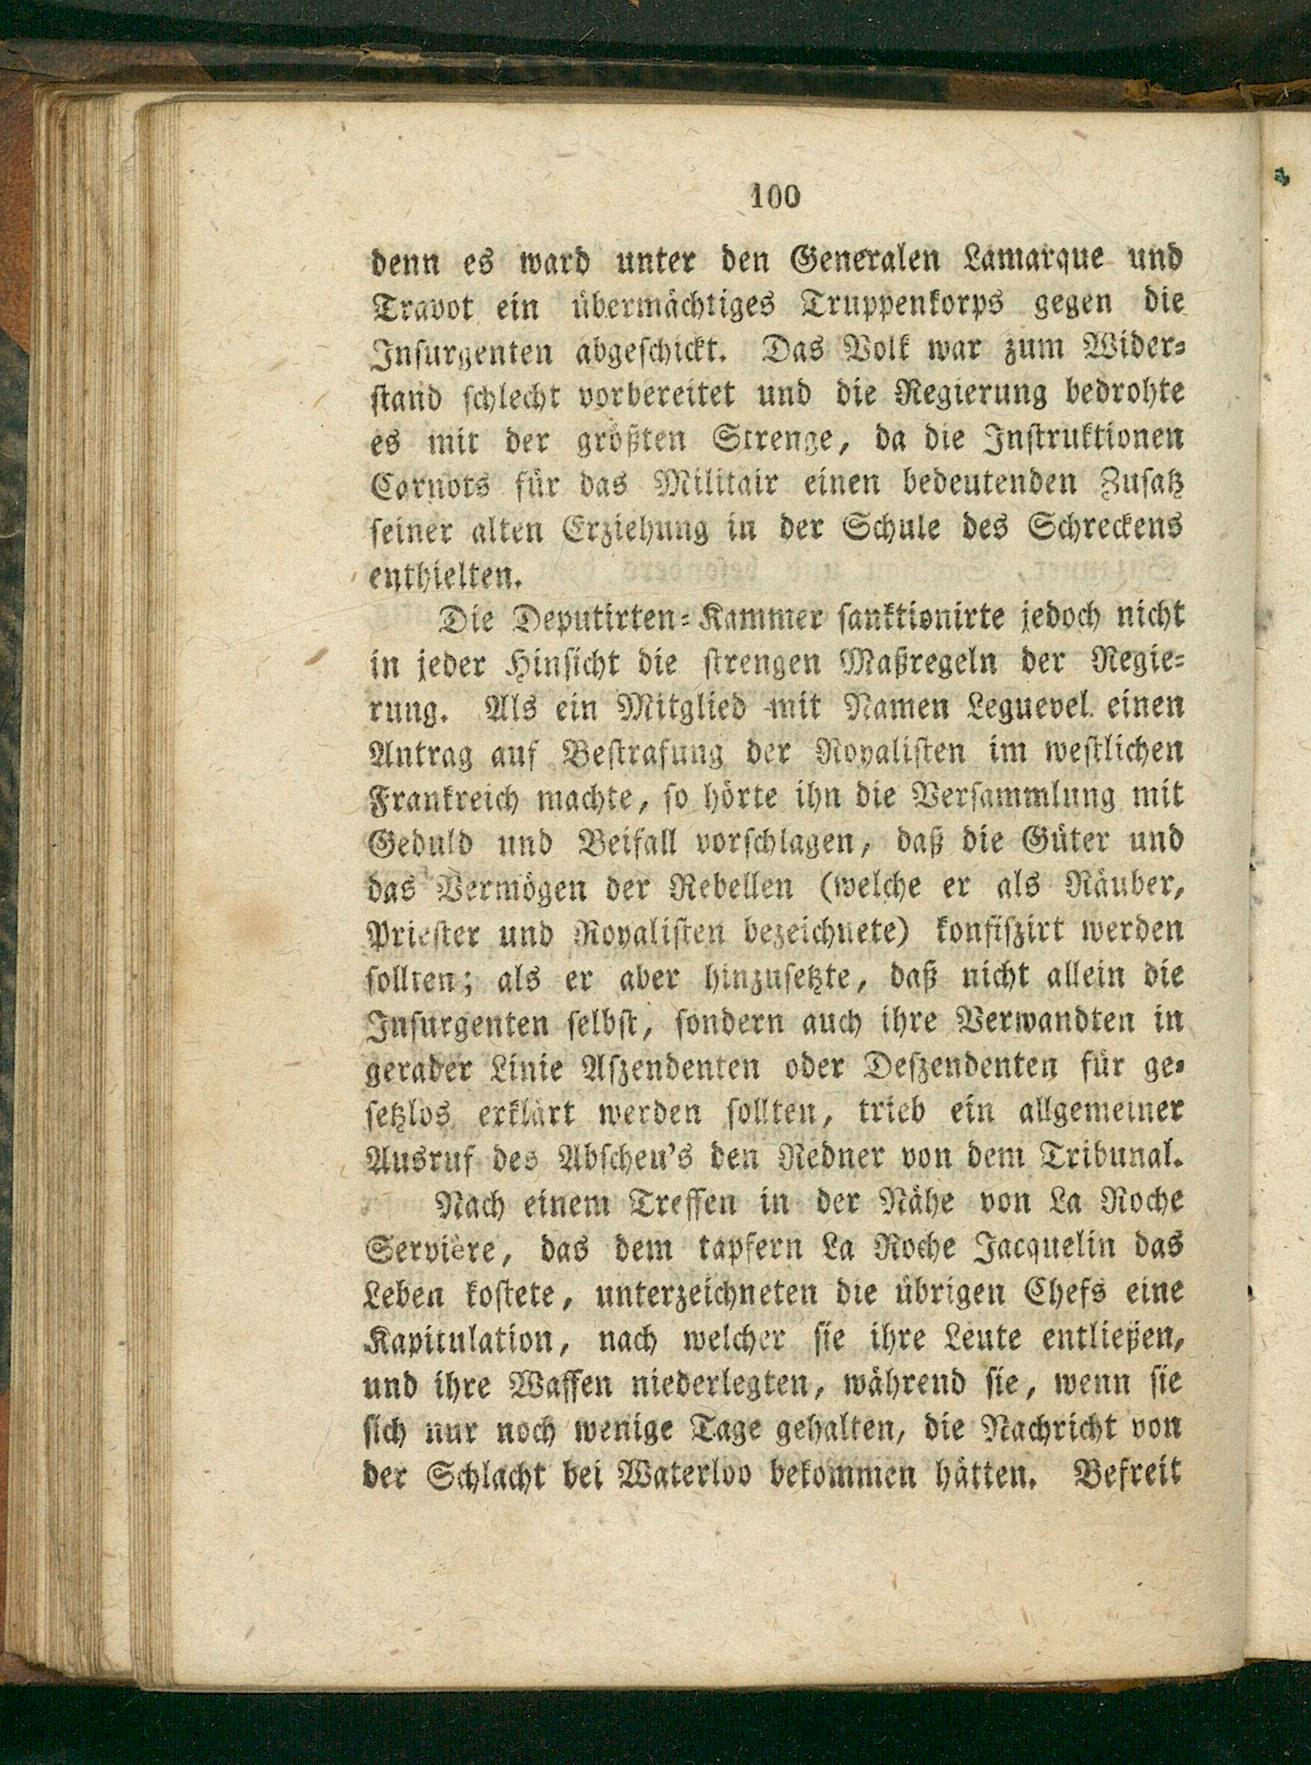 100
denn es ward unter den Generalen Lamarque und
Travot ein übermächtiges Truppenkorps gegen die
Insurgenten abgeschickt. Das Volk war zum Wider=
stand schlecht vorbereitet und die Regierung bedrohte
es mit der größten Strenge, da die Instruktionen
Carnots für das Militair einen bedeutenden Zusatz
seiner alten Erziehung in der Schule des Schreckens
enthielten.
Die Deputirten=Kammer sanktionirte jedoch nicht
in jeder Hinsicht die strengen Maßregeln der Regie=
rung. Als ein Mitglied mit Namen Leguevel einen
Antrag auf Bestrafung der Royalisten im westlichen
Frankreich machte, so hörte ihn die Versammlung mit
Geduld und Beifall vorschlagen, daß die Güter und
das Vermögen der Rebellen (welche er als Räuber,
Priester und Royalisten bezeichnete) konfiszirt werden
sollten; als er aber hinzusetzte, daß nicht allein die
Insurgenten selbst, sondern auch ihre Verwandten in
gerader Linie Aszendenten oder Deszendenten für ge=
setzlos erklärt werden sollten, trieb ein allgemeiner
Ausruf des Abscheu's den Redner von dem Tribunal.
Nach einem Treffen in der Nähe von La Roche
Servière, das dem tapfern La Roche Jacquelin das
Leben kostete, unterzeichneten die übrigen Chefs eine
Kapitulation, nach welcher sie ihre Leute entließen,
und ihre Waffen niederlegten, während sie, wenn sie
sich nur noch wenige Tage gehalten, die Nachricht von
der Schlacht bei Waterloo bekommen hätten. Befreit